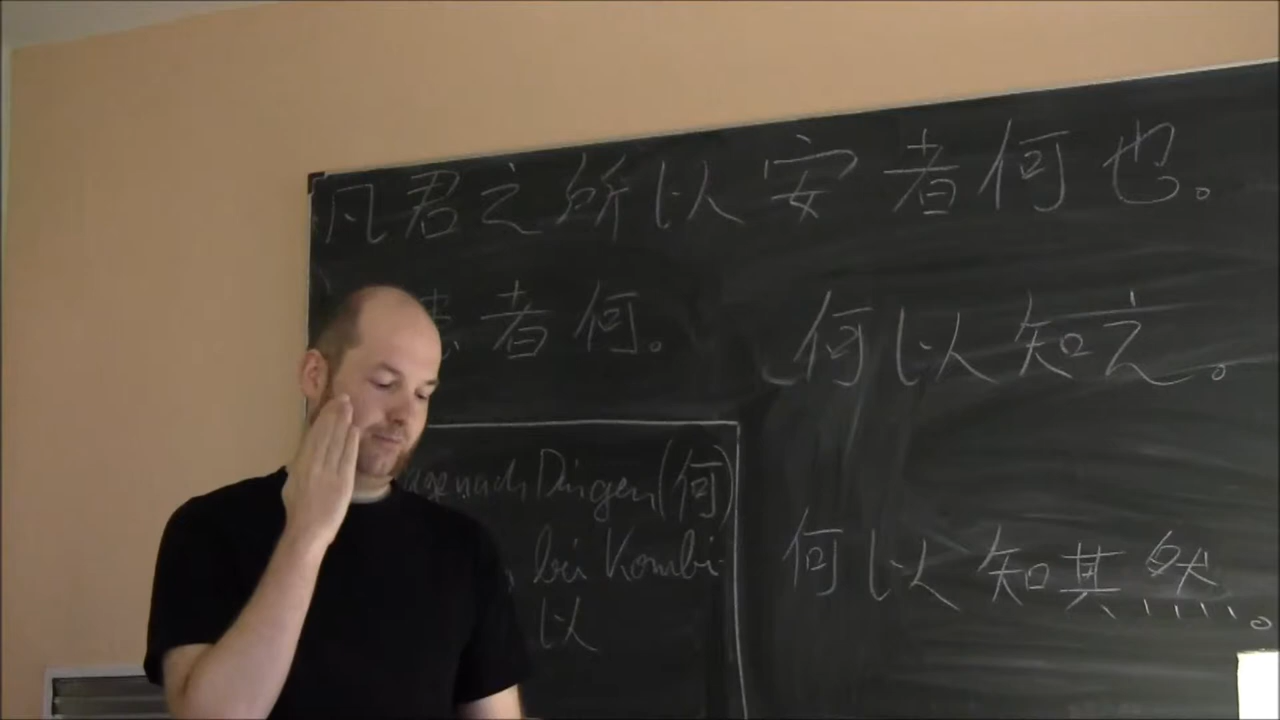 凡君之所以安者何也。
患者何。
何以知之。
nach Dingen (何)
bei Kombi-
以
何以知其然。